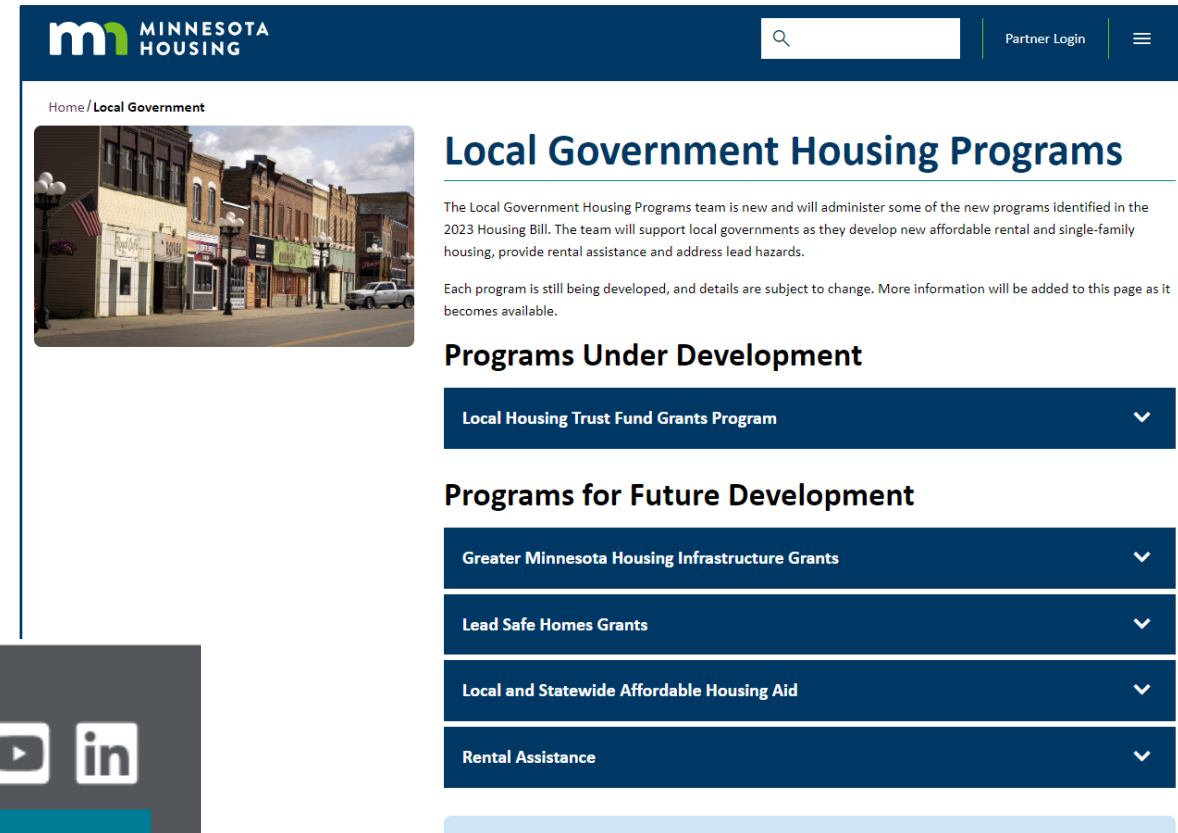 MINNESOTA
HOUSING
Partner Login
Home/Local Government
Local Government Housing Programs
The Local Government Housing Programs team is new and will administer some of the new programs identified in the
2023 Housing Bill. The team will support local governments as they develop new affordable rental and single-family
housing, provide rental assistance and address lead hazards.
Each program is still being developed, and details are subject to change. More information will be added to this page as it
becomes available.
Programs Under Development
Local Housing Trust Fund Grants Program
Programs for Future Development
Greater Minnesota Housing Infrastructure Grants
Lead Safe Homes Grants
Local and Statewide Affordable Housing Aid
Rental Assistance
in